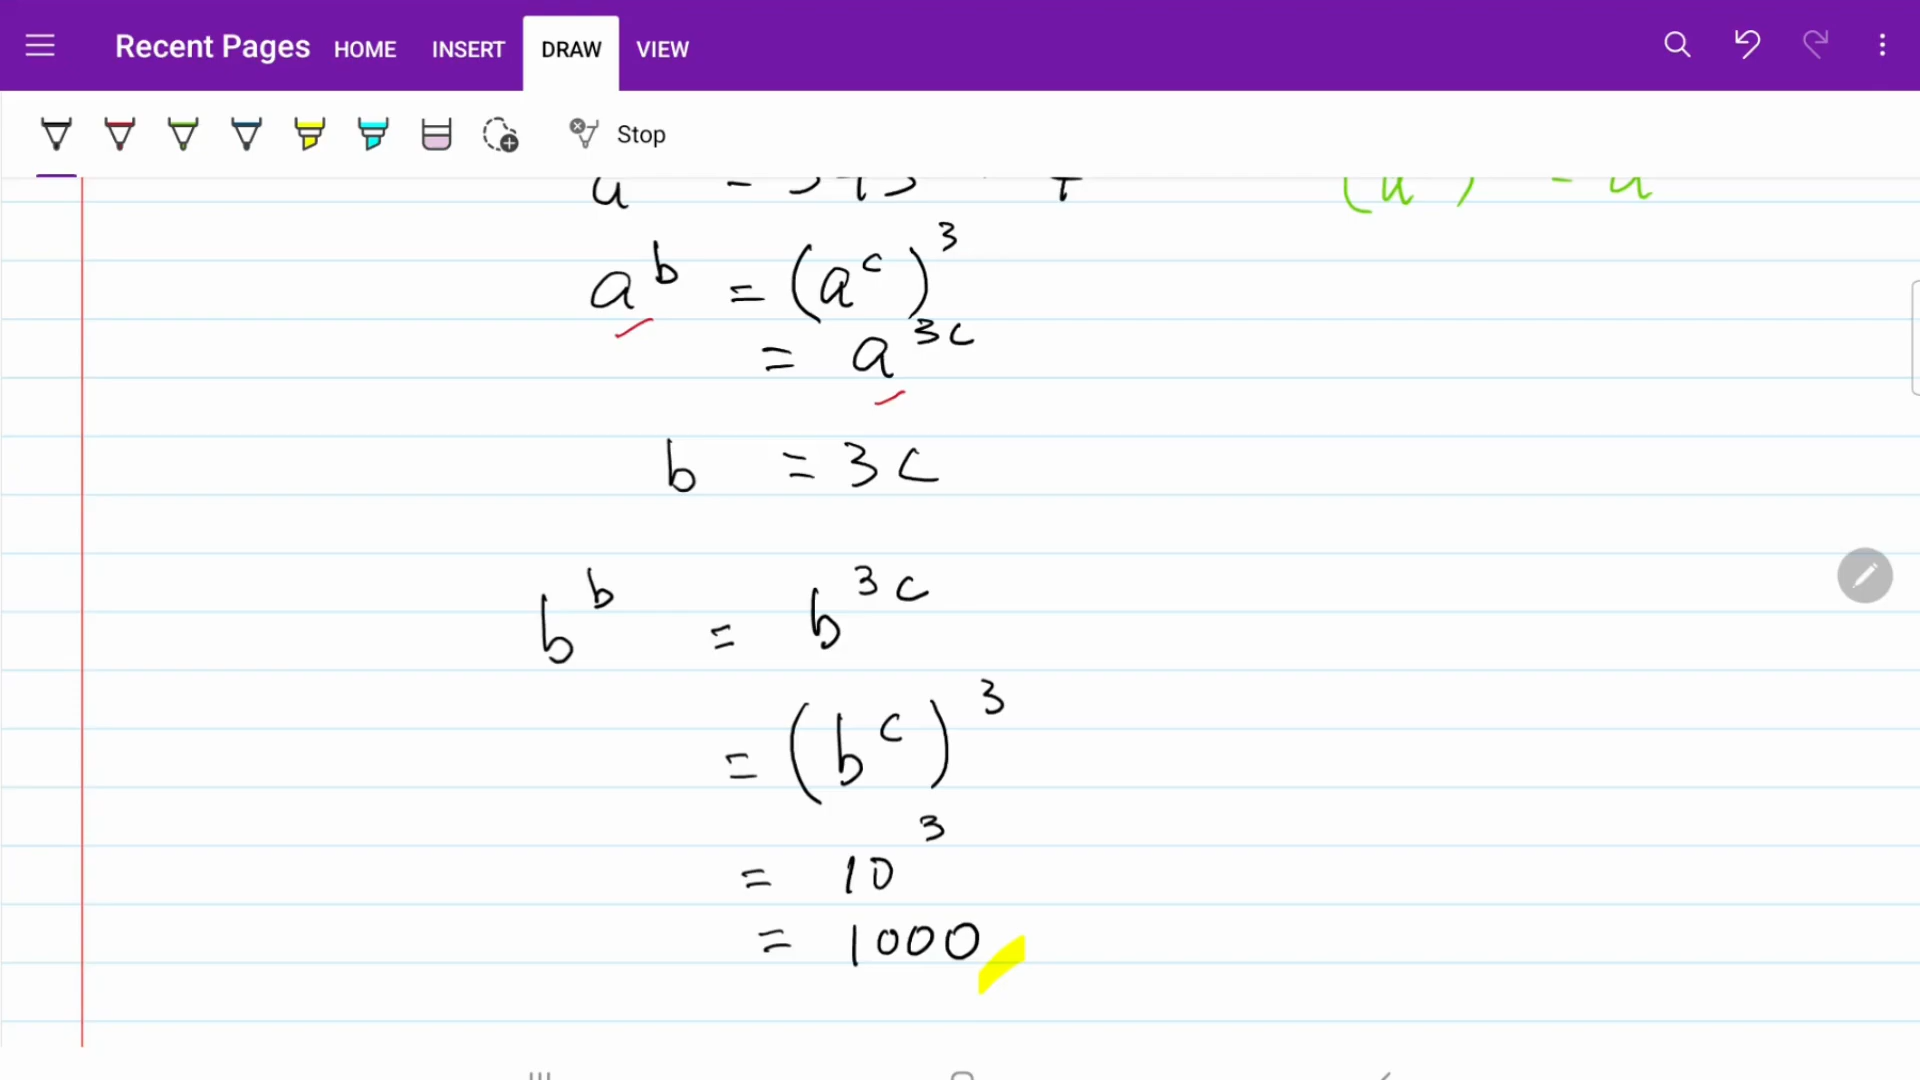 Recent Pages HOME INSERT DRAW VIEW
Stop
a^b = (a^c)^3
= a^3c
b = 3c
b^b = b^3c
= (b^c)^3
= 10^3
= 1000